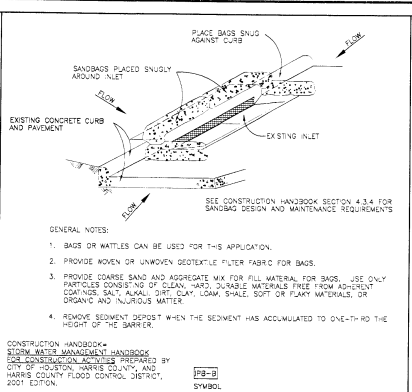 PLACE BAGS SNUG
AGAINST CURB
FLOW
SANDBAGS PLACED SNUGLY
AROUND INLET
FLOW
EXISTING CONCRETE CURB
AND PAVEMENT
EXISTING INLET
FLOW
SEE CONSTRUCTION HANDBOOK SECTION 4.3.4 FOR
SANDBAG DESIGN AND MAINTENANCE REQUIREMENTS
GENERAL NOTES:
1. BAGS OR WATTLES CAN BE USED FOR THIS APPLICATION.
2. PROVIDE WOVEN OR UNWOVEN GEOTEXTILE FILTER FABRIC FOR BAGS.
3. PROVIDE COARSE SAND AND AGGREGATE MIX FOR FILL MATERIAL FOR BAGS. USE ONLY
PARTICLES CONSISTING OF CLEAN, HARD, DURABLE MATERIALS FREE FROM ADHERENT
COATINGS, SALT, ALKALI, DIRT, CLAY, LOAM, SHALE, SOFT OR FLAKY MATERIALS, OR
ORGANIC AND INJURIOUS MATTER.
4. REMOVE SEDIMENT DEPOSIT WHEN THE SEDIMENT HAS ACCUMULATED TO ONE-THIRD THE
HEIGHT OF THE BARRIER.
CONSTRUCTION HANDBOOK=
STORM WATER MANAGEMENT HANDBOOK
FOR CONSTRUCTION ACTIVITIES PREPARED BY
CITY OF HOUSTON, HARRIS COUNTY, AND
HARRIS COUNTY FLOOD CONTROL DISTRICT,
2001 EDITION.
IPB-B
SYMBOL